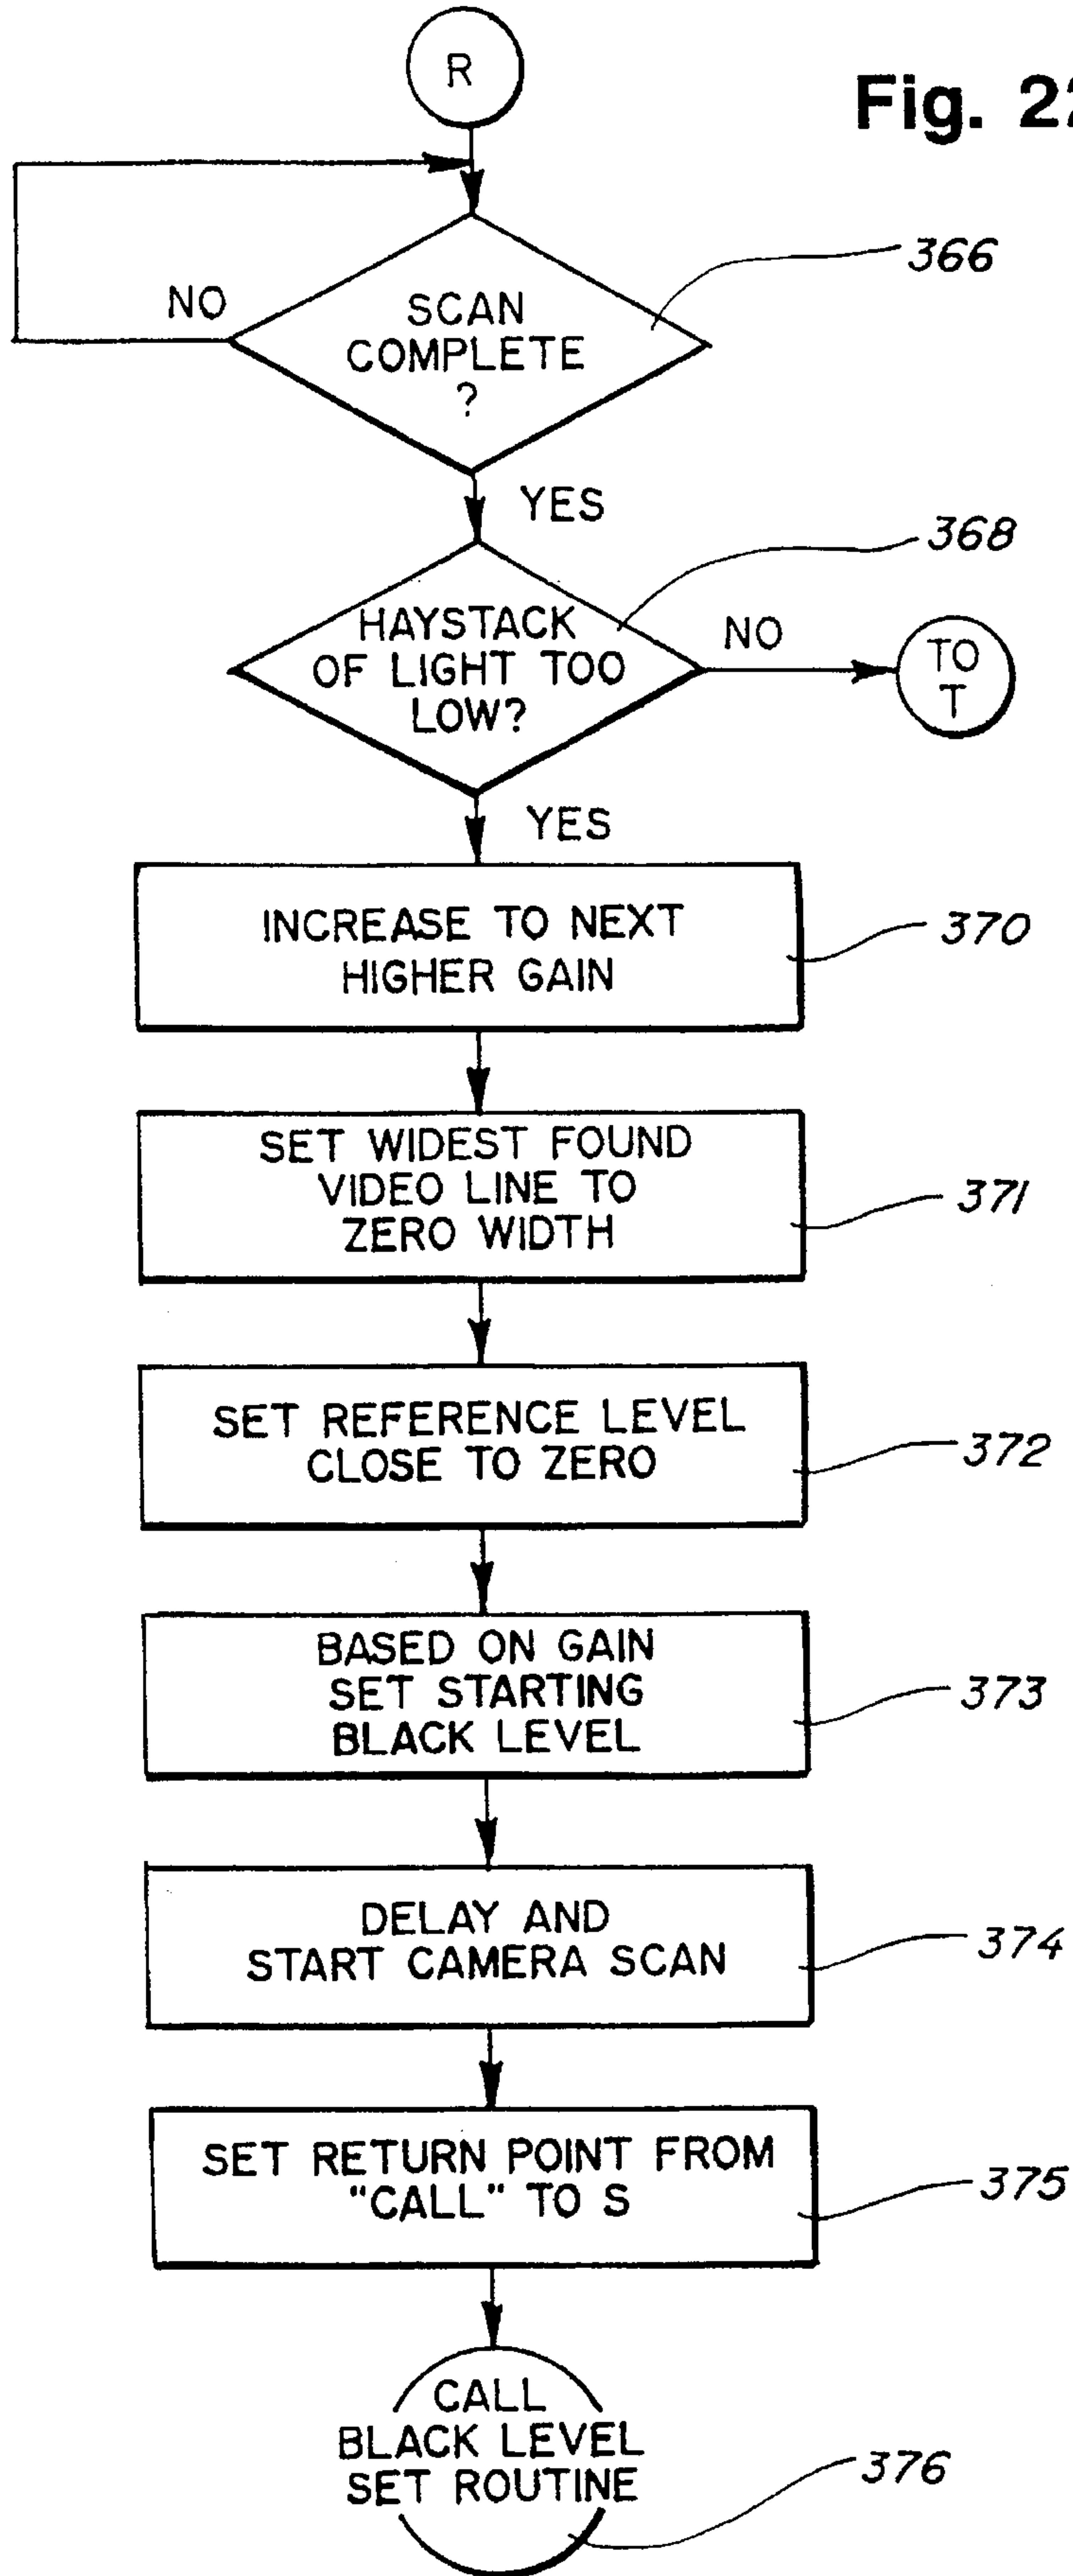 R
Fig. 22
366
NO
SCAN
COMPLETE
?
YES
368
HAYSTACK
OF LIGHT TOO
LOW?
NO
TO
T
YES
INCREASE TO NEXT
HIGHER GAIN
370
SET WIDEST FOUND
VIDEO LINE TO
ZERO WIDTH
371
SET REFERENCE LEVEL
CLOSE TO ZERO
372
BASED ON GAIN
SET STARTING
BLACK LEVEL
373
DELAY AND
START CAMERA SCAN
374
SET RETURN POINT FROM
"CALL" TO S
375
CALL
BLACK LEVEL
SET ROUTINE
376